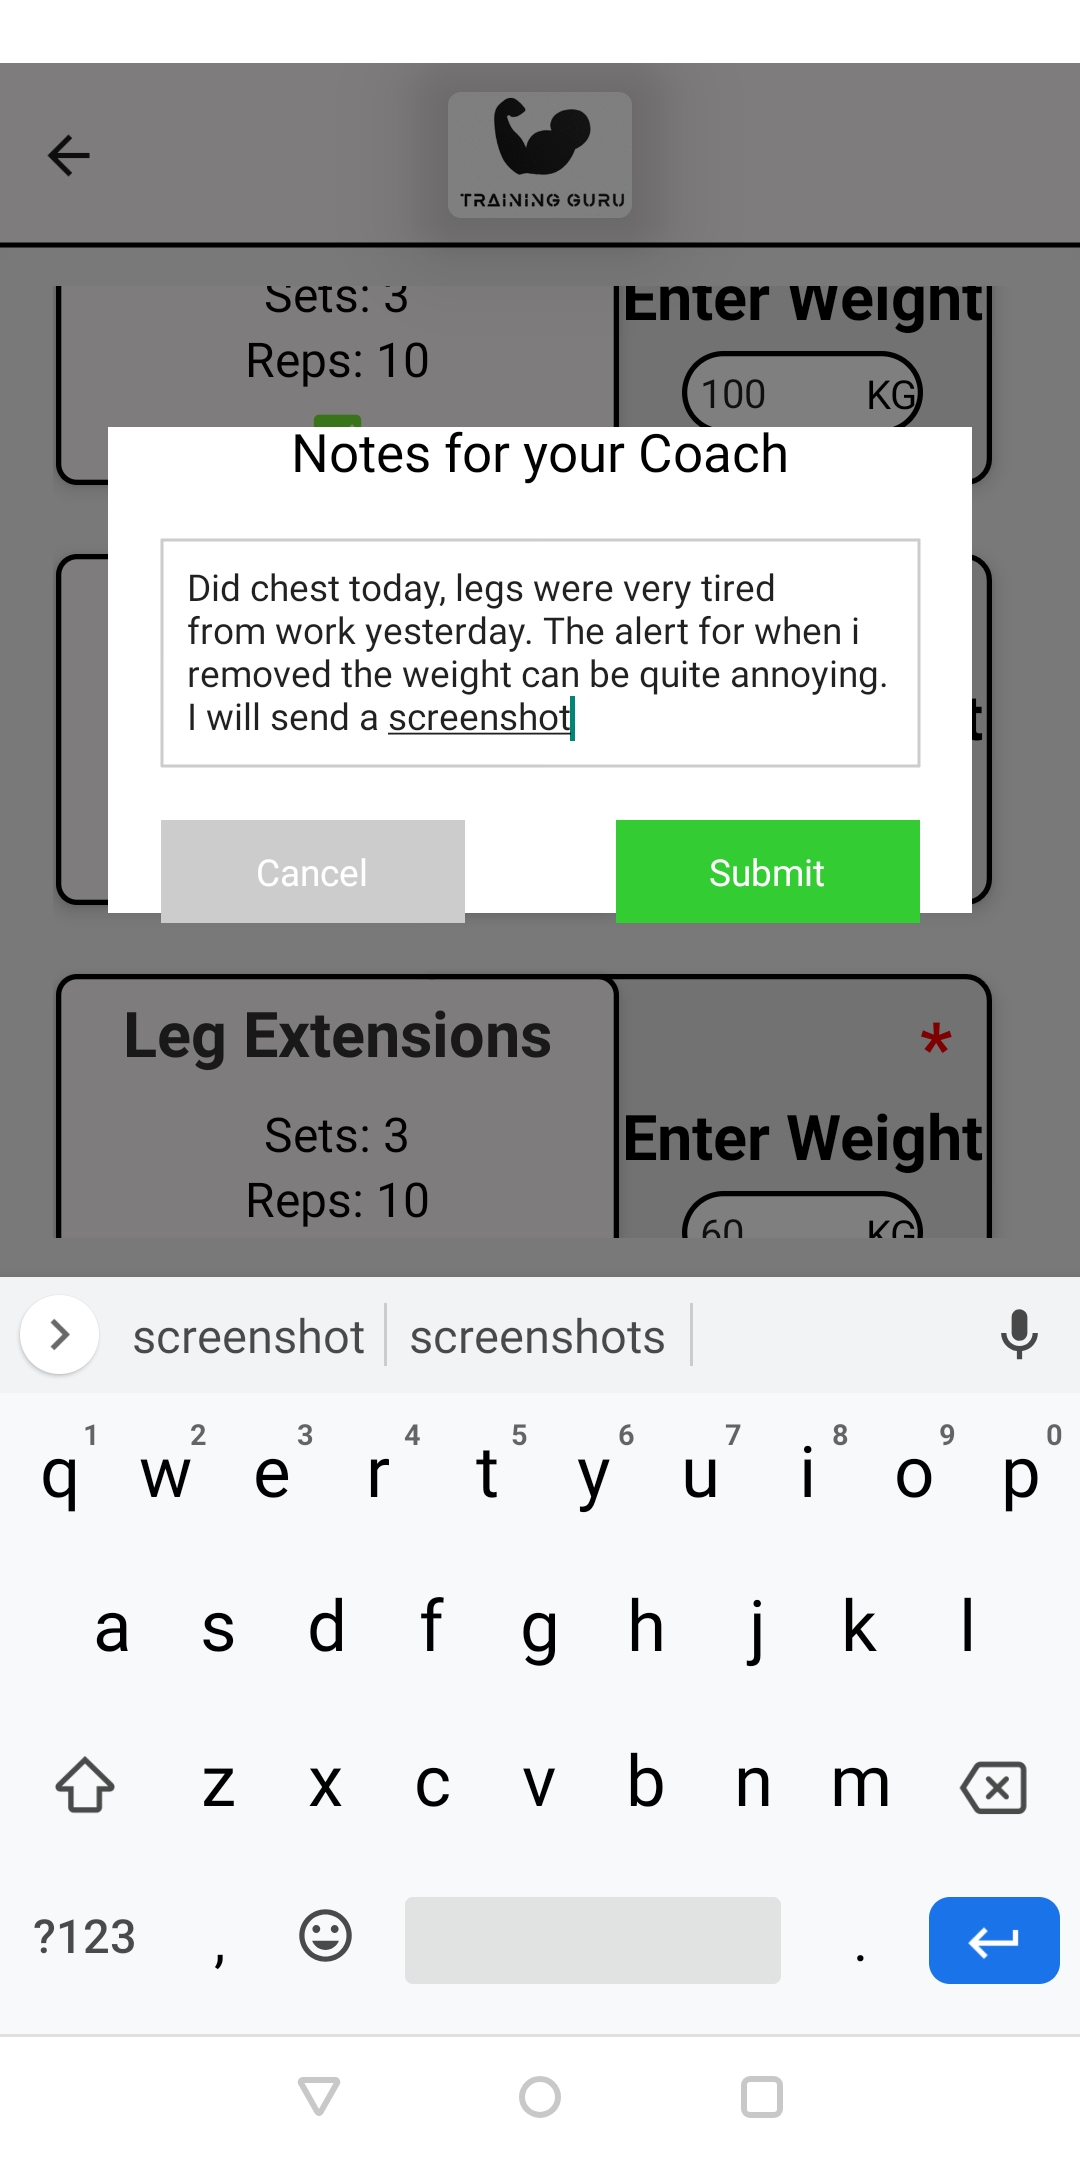 TRAINING GURU
Sets: 3
Enter Weight
Reps: 10
100 KG
Notes for your Coach
Did chest today, legs were very tired
from work yesterday. The alert for when i
removed the weight can be quite annoying.
I will send a screenshot
t
Cancel
Submit
Leg Extensions
*
Sets: 3
Enter Weight
Reps: 10
60 KG
screenshot
screenshots
1 2 3 4 5 6 7 8 9 0
q w e r t y u i o p
a s d f g h j k l
z x c v b n m
?123 , .